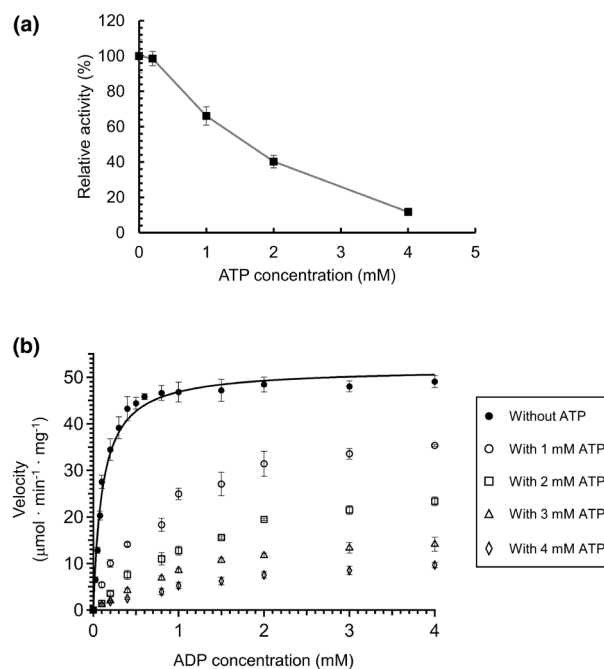 (a)
120
100
80
60
40
20
0
Relative activity (%)
0 1 2 3 4 5
ATP concentration (mM)
(b)
50
40
30
20
10
0
Velocity
(μmol · min-1 · mg-1)
0 1 2 3 4
ADP concentration (mM)
Without ATP
With 1 mM ATP
With 2 mM ATP
With 3 mM ATP
With 4 mM ATP